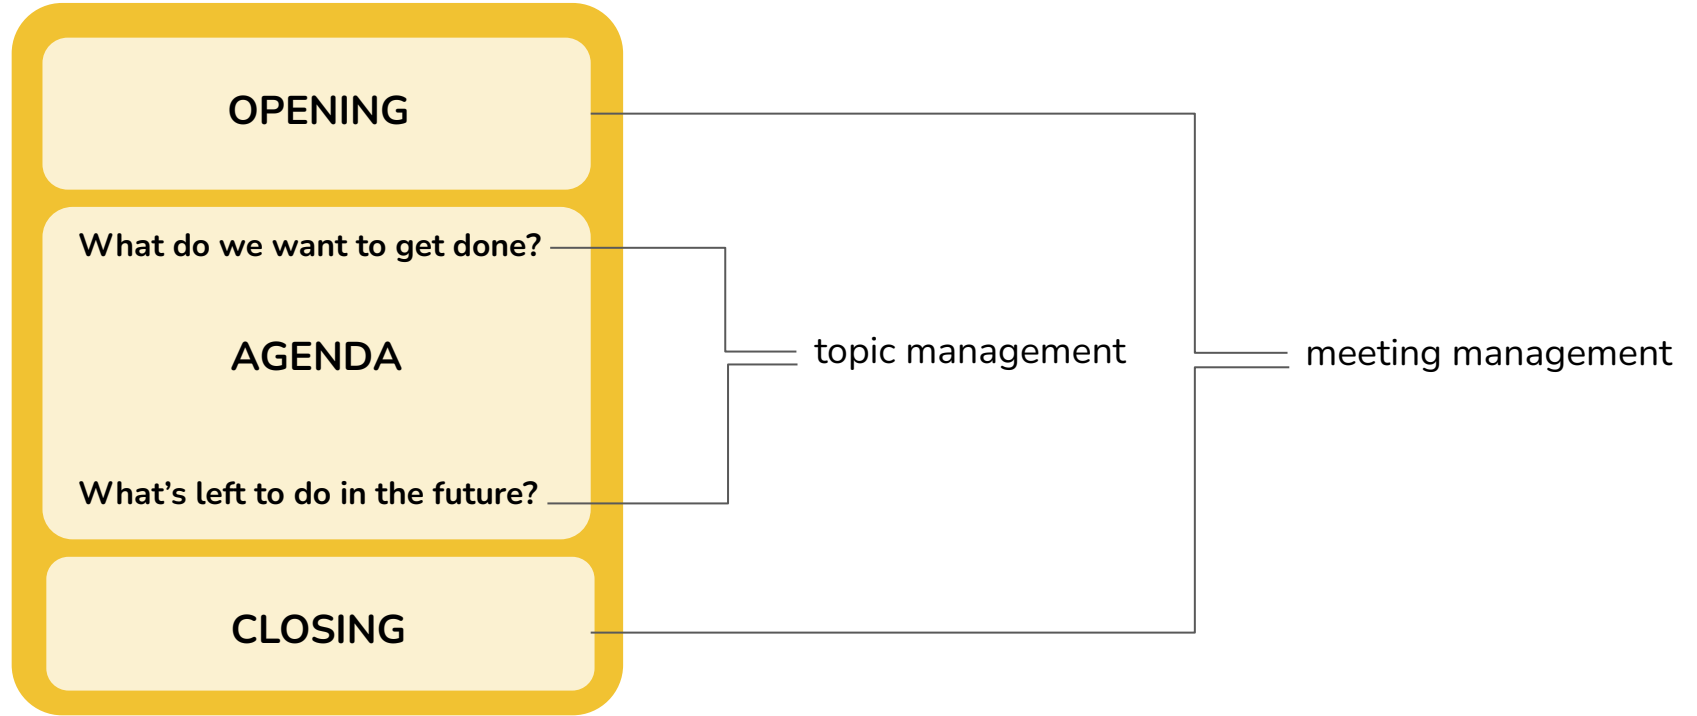 OPENING
What do we want to get done?
AGENDA
What’s left to do in the future?
CLOSING
topic management
meeting management